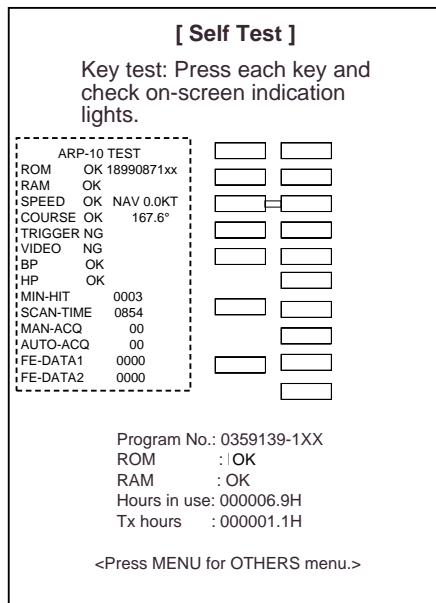 [ Self Test ]
Key test: Press each key and
check on-screen indication
lights.
ARP-10 TEST
ROM OK 18990871xx
RAM OK
SPEED OK NAV 0.0KT
COURSE OK 167.6°
TRIGGER NG
VIDEO NG
BP OK
HP OK
MIN-HIT 0003
SCAN-TIME 0854
MAN-ACQ 00
AUTO-ACQ 00
FE-DATA1 0000
FE-DATA2 0000
Program No.: 0359139-1XX
ROM : OK
RAM : OK
Hours in use: 000006.9H
Tx hours : 000001.1H
<Press MENU for OTHERS menu.>